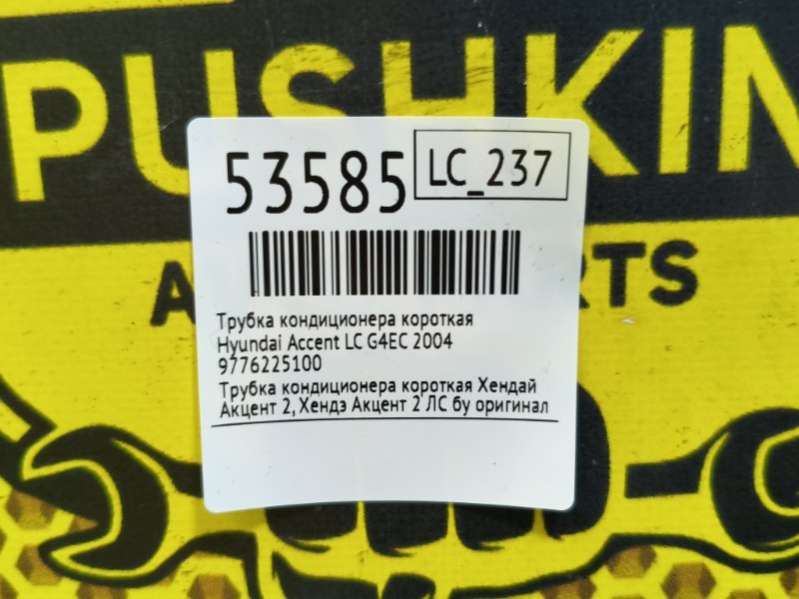 PUSHKIN
RTS
53585
LC_237
Трубка кондиционера короткая
Hyundai Accent LC G4EC 2004
9776225100
Трубка кондиционера короткая Хендай
Акцент 2, Хендэ Акцент 2 ЛС бу оригинал